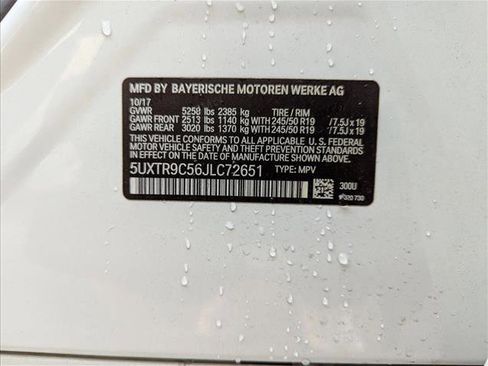 MFD BY BAYERISCHE MOTOREN WERKE AG
10/17
GVWR 5250 lbs 2385 kg TIRE / RIM
GAWR FRONT 2513 lbs 1140 kg WITH 245/50 R19 /7.5J x 19
GAWR REAR 3020 lbs 1370 kg WITH 245/50 R19 /7.5J x 19
THIS VEHICLE CONFORMS TO ALL APPLICABLE U. S. FEDERAL
MOTOR VEHICLE SAFETY AND THEFT PREVENTION STANDARDS
IN EFFECT ON THE DATE OF MANUFACTURE SHOWN ABOVE.
5UXTR9C56JLC72651 TYPE: MPV
300U
320 730